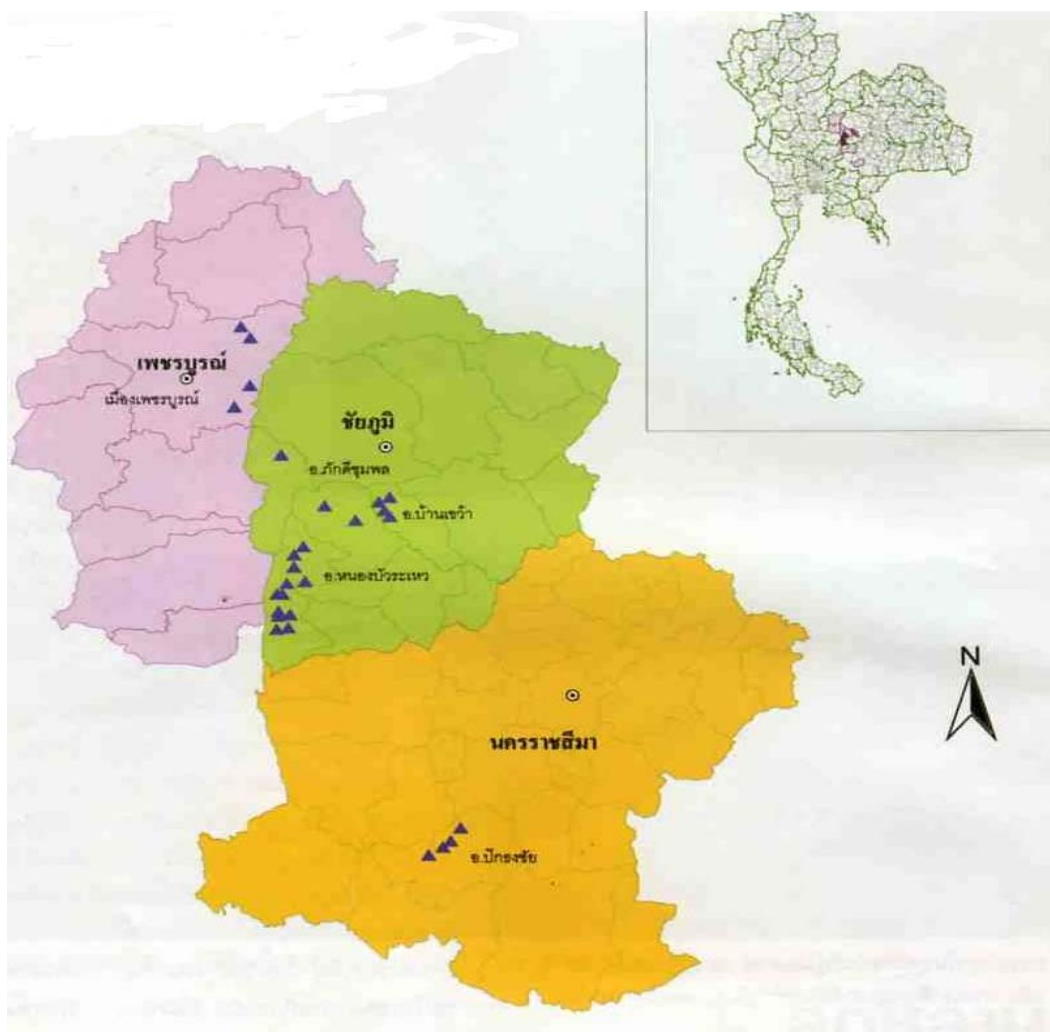 เพชรบูรณ์
เมืองเพชรบูรณ์
ชัยภูมิ
อ.ภักดีชุมพล
อ.บ้านเขว้า
อ.หนองบัวระเหว
N
นครราชสีมา
อ.ปักธงชัย